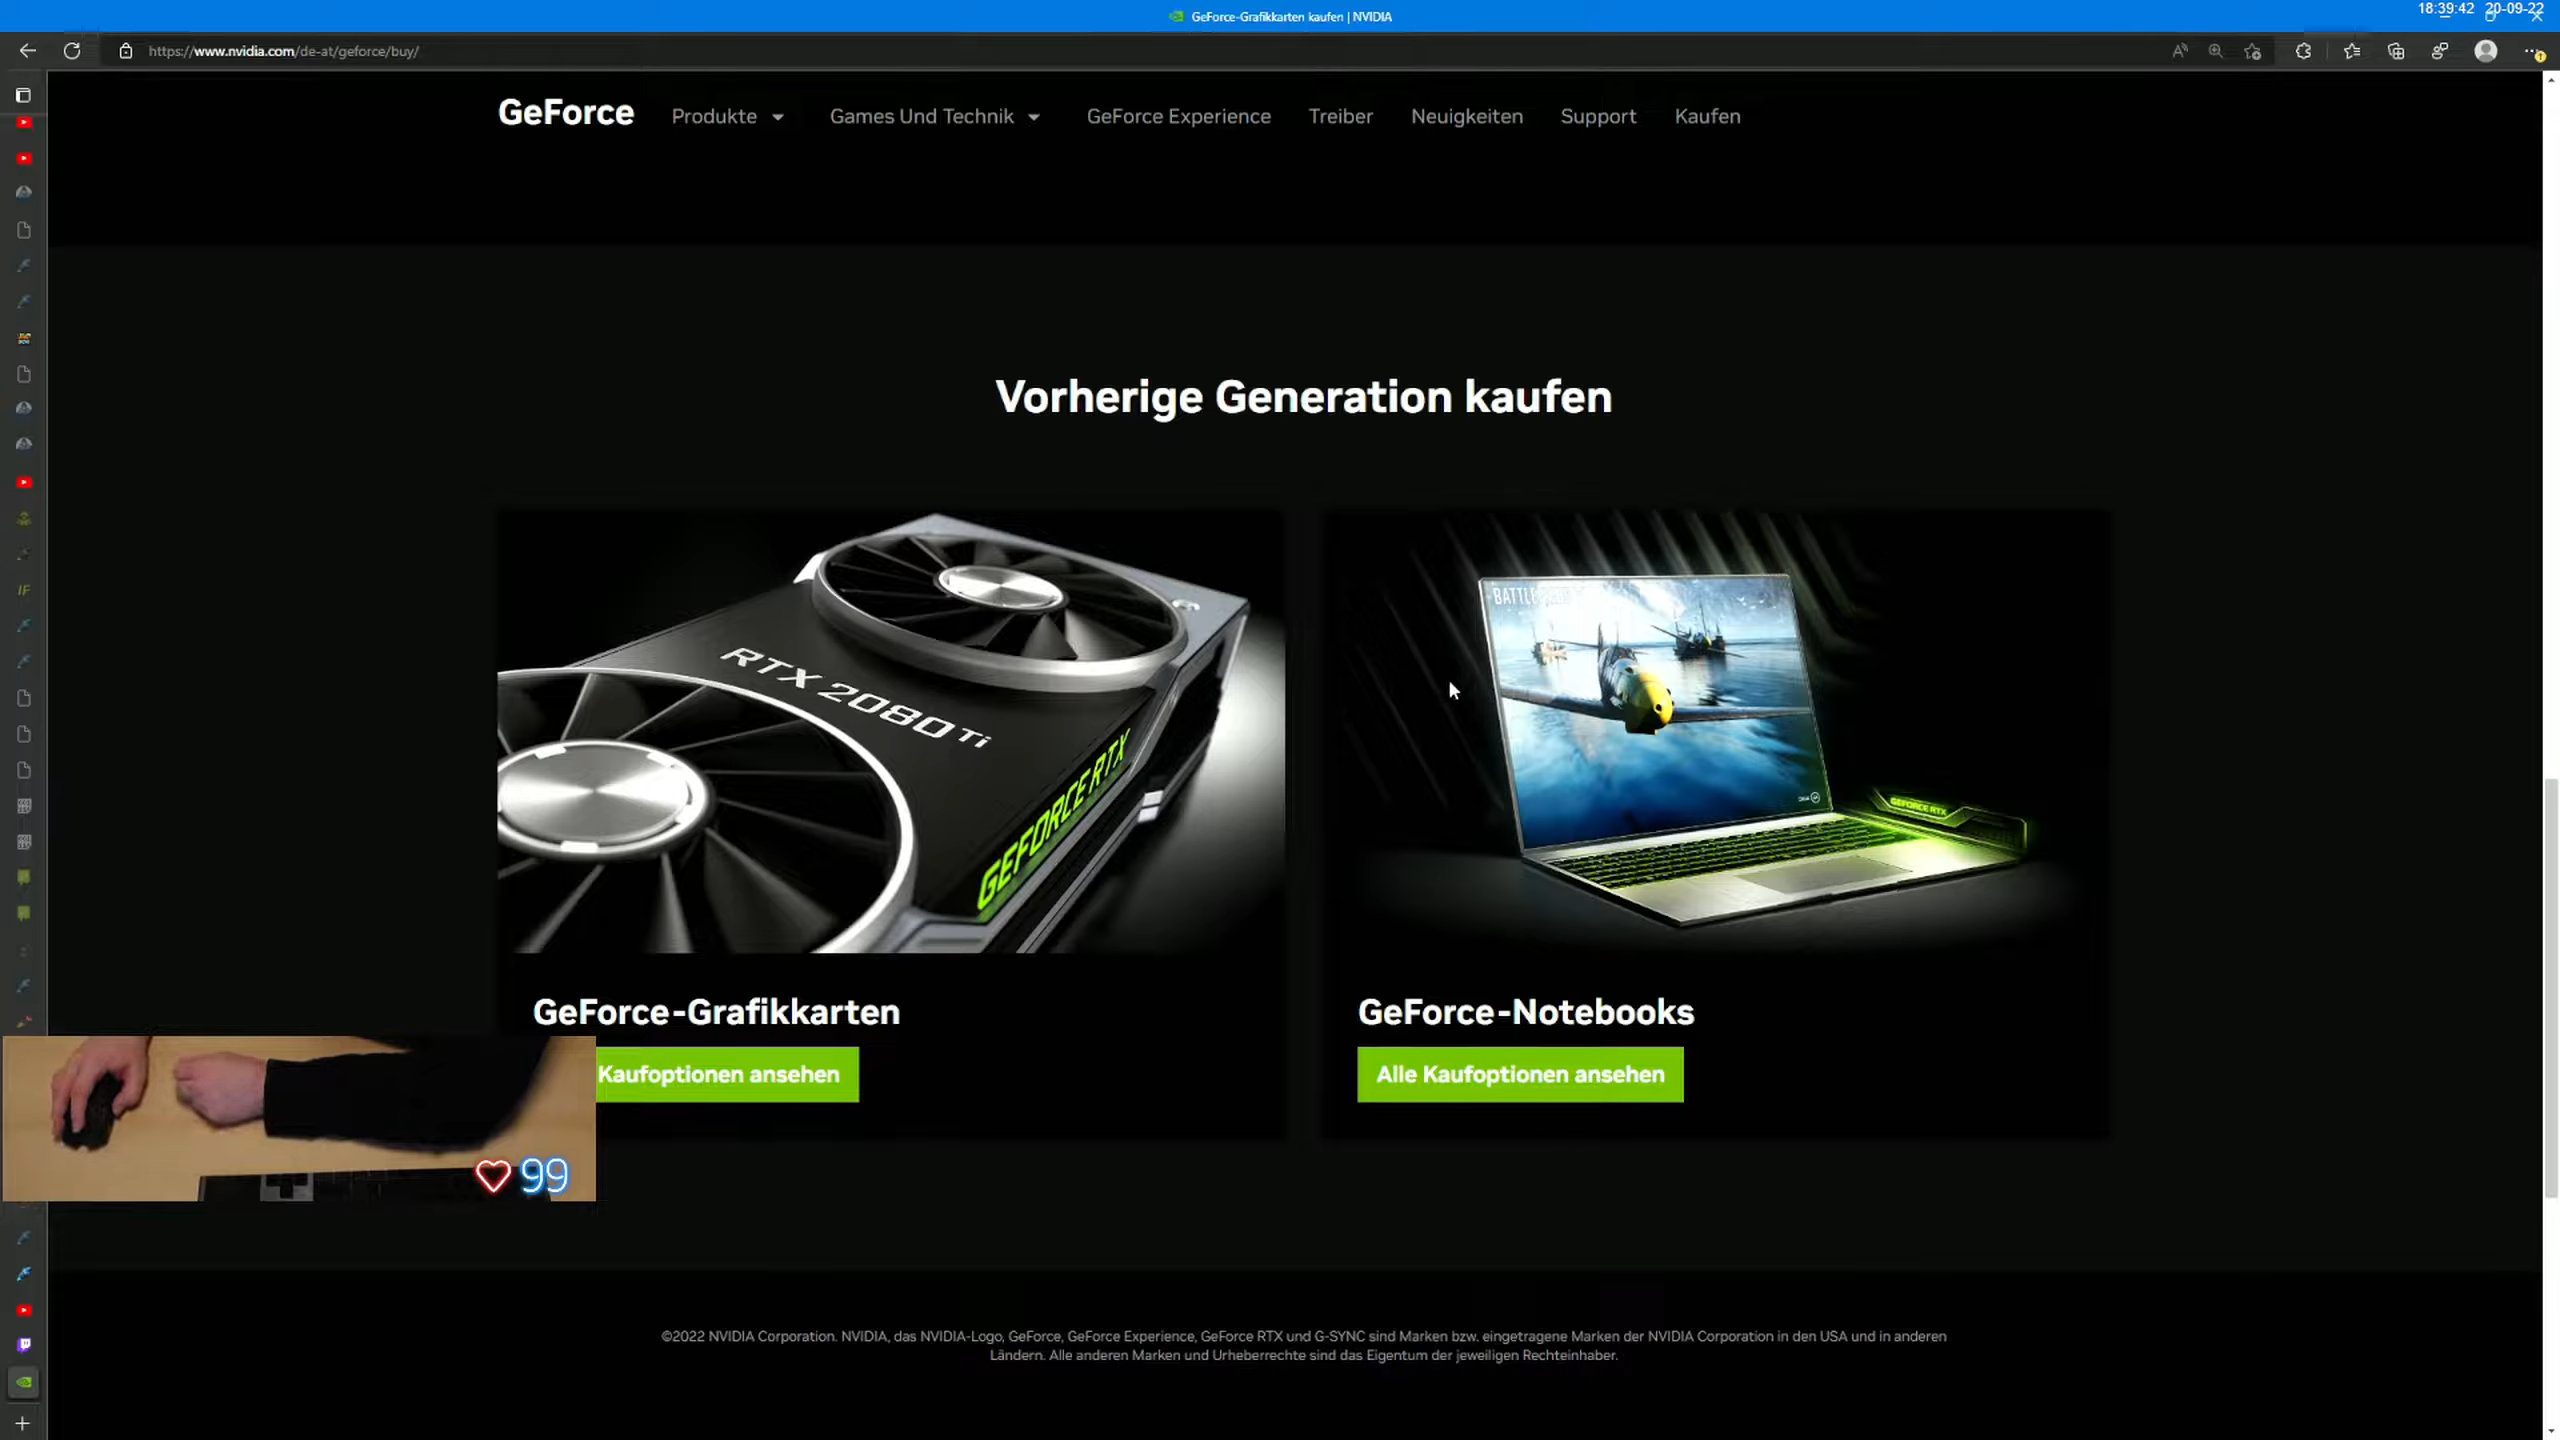 GeForce-Grafikkarten kaufen | NVIDIA
18:39:42 20-09-22
https://www.nvidia.com/de-at/geforce/buy/
GeForce
Produkte
Games Und Technik
GeForce Experience
Treiber
Neuigkeiten
Support
Kaufen
Vorherige Generation kaufen
RTX 2080 Ti
GEFORCE RTX
GEFORCE RTX
GeForce-Grafikkarten
Kaufoptionen ansehen
GeForce-Notebooks
Alle Kaufoptionen ansehen
IF
99
©2022 NVIDIA Corporation. NVIDIA, das NVIDIA-Logo, GeForce, GeForce Experience, GeForce RTX und G-SYNC sind Marken bzw. eingetragene Marken der NVIDIA Corporation in den USA und in anderen
Ländern. Alle anderen Marken und Urheberrechte sind das Eigentum der jeweiligen Rechteinhaber.